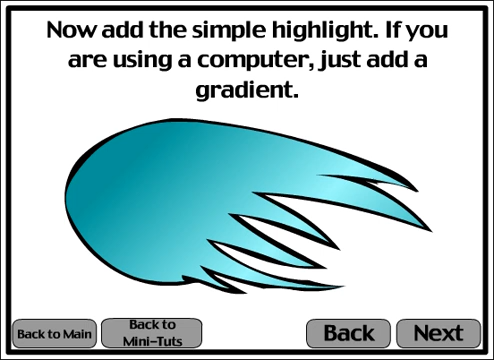 Now add the simple highlight. If you
are using a computer, just add a
gradient.
Back to Main
Back to
Mini-Tuts
Back
Next